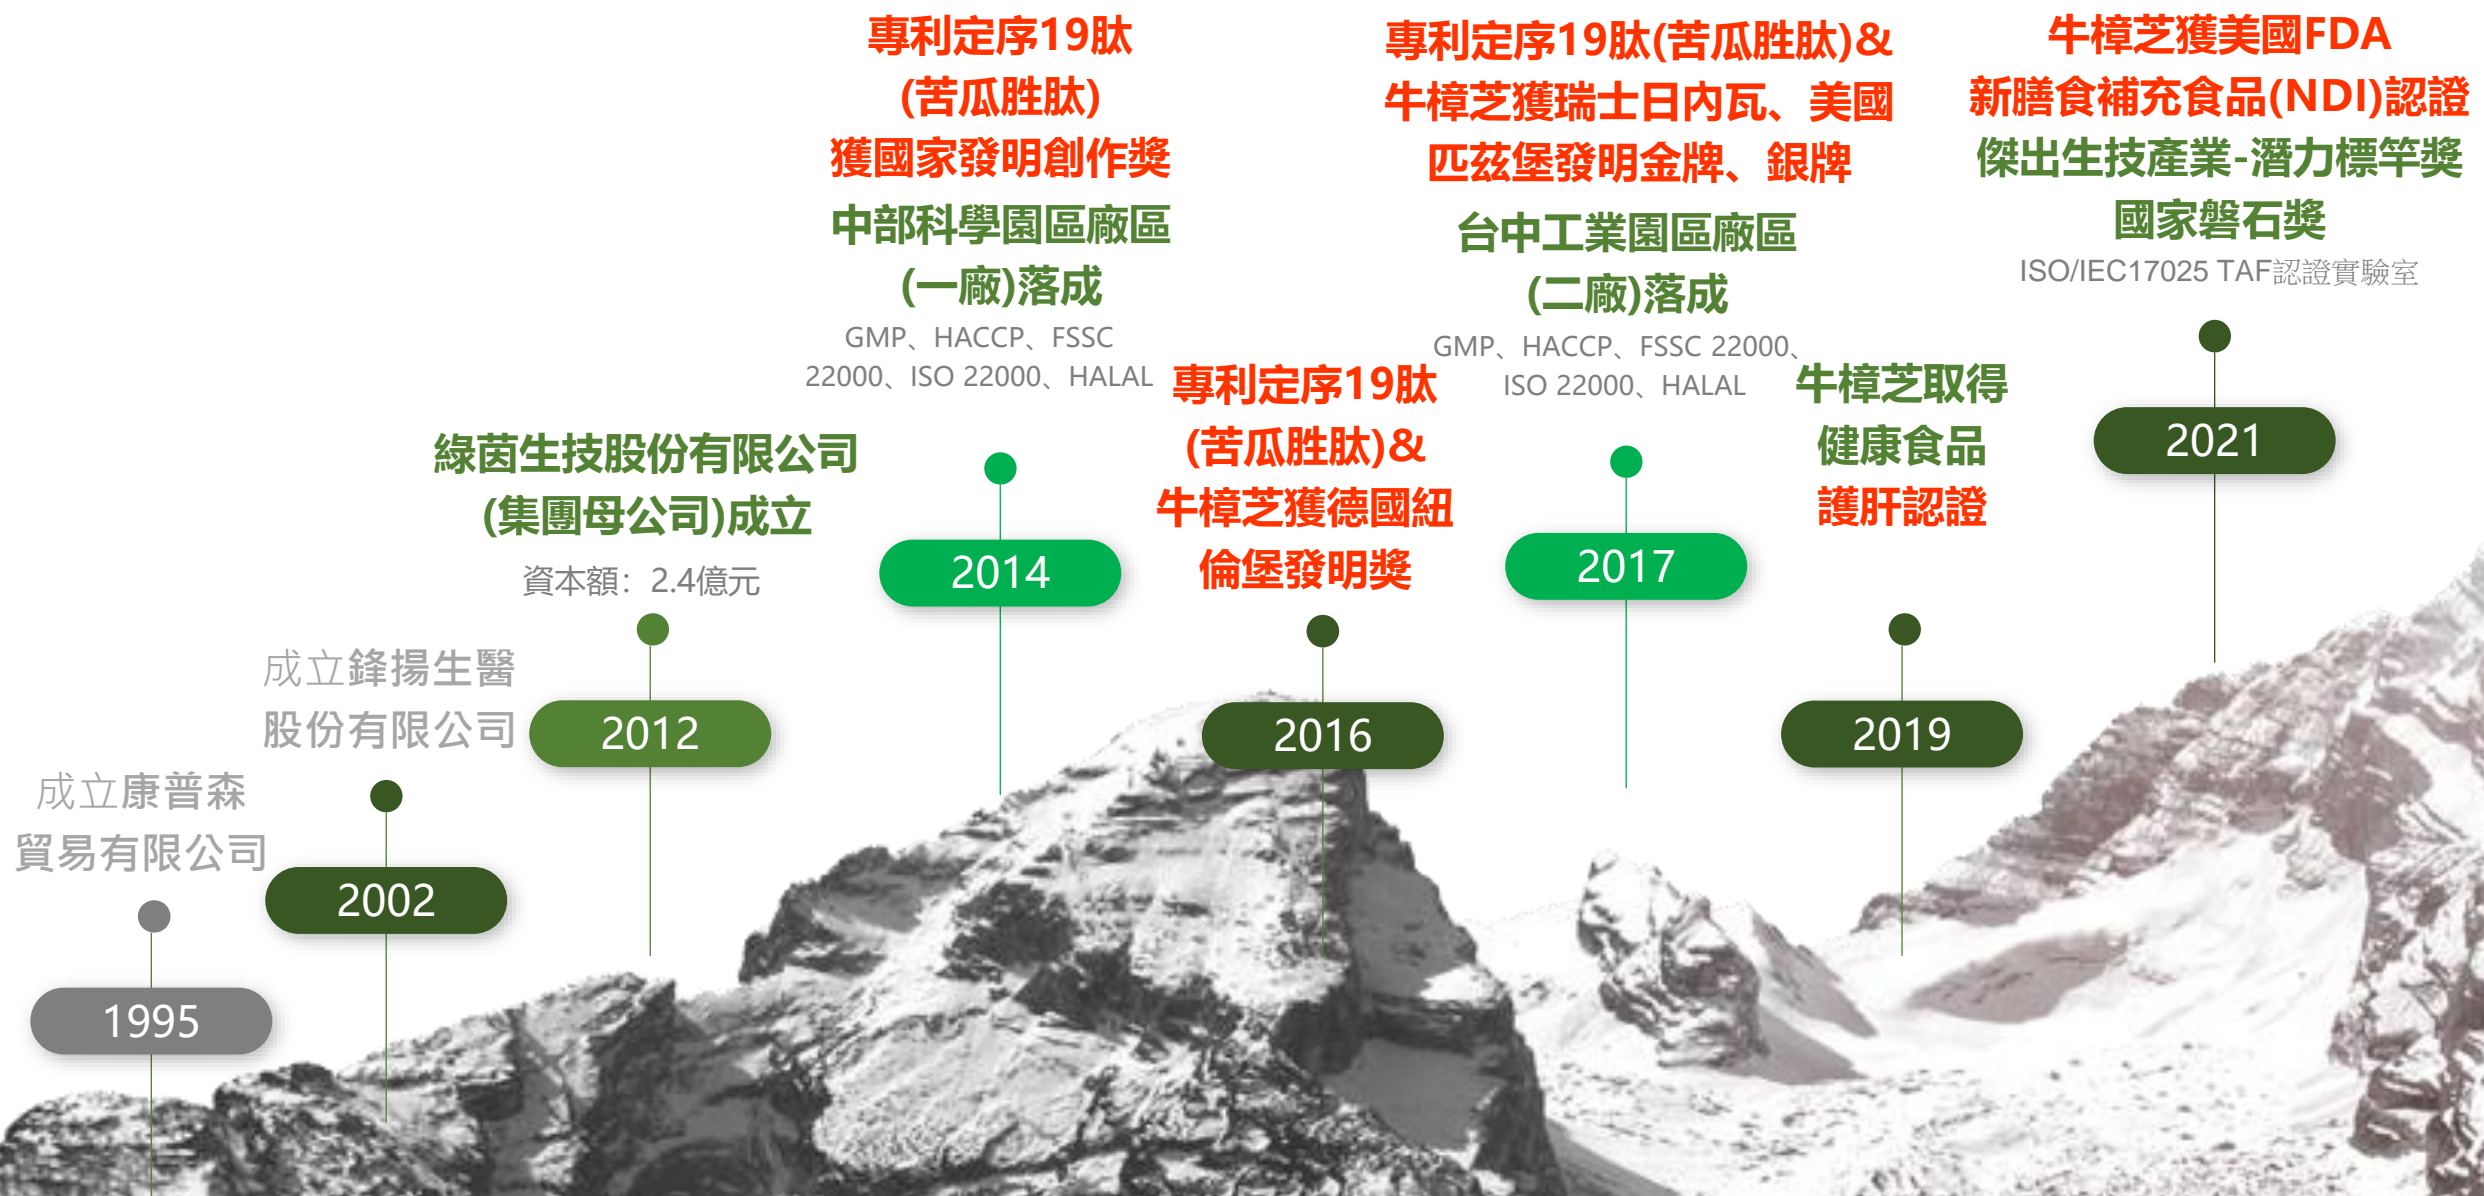 成立康普森
貿易有限公司
1995
成立鋒揚生醫
股份有限公司
2002
綠茵生技股份有限公司
(集團母公司)成立
資本額：2.4億元
2012
專利定序19肽
(苦瓜胜肽)
獲國家發明創作獎
中部科學園區廠區
(一廠)落成
GMP、HACCP、FSSC
22000、ISO 22000、HALAL
2014
專利定序19肽
(苦瓜胜肽)&
牛樟芝獲德國紐
倫堡發明獎
2016
專利定序19肽(苦瓜胜肽)&
牛樟芝獲瑞士日內瓦、美國
匹茲堡發明金牌、銀牌
台中工業園區廠區
(二廠)落成
GMP、HACCP、FSSC 22000、
ISO 22000、HALAL
2017
牛樟芝取得
健康食品
護肝認證
2019
牛樟芝獲美國FDA
新膳食補充食品(NDI)認證
傑出生技產業-潛力標竿獎
國家磐石獎
ISO/IEC17025 TAF認證實驗室
2021